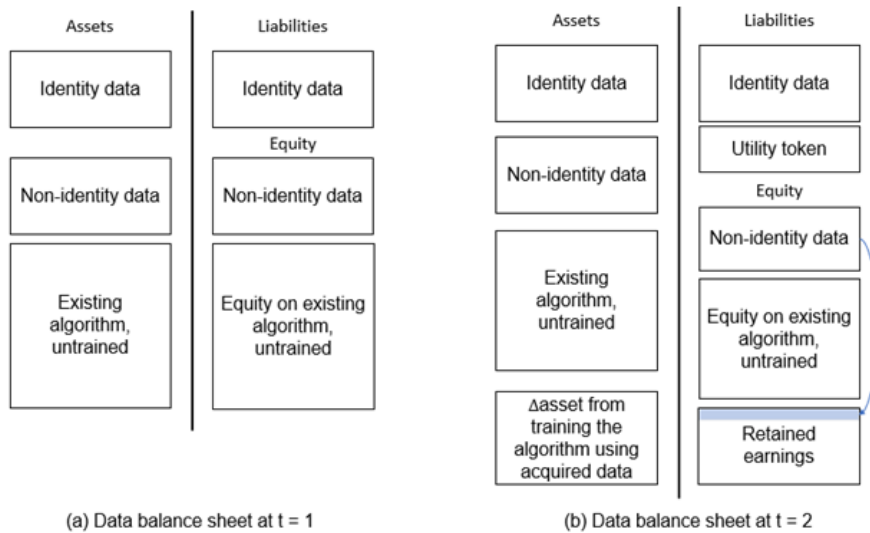 Assets
Liabilities
Identity data
Identity data
Equity
Non-identity data
Non-identity data
Existing
algorithm,
untrained
Equity on existing
algorithm,
untrained
(a) Data balance sheet at t = 1
Assets
Liabilities
Identity data
Identity data
Utility token
Non-identity data
Equity
Non-identity data
Existing
algorithm,
untrained
Equity on existing
algorithm,
untrained
Δasset from
training the
algorithm using
acquired data
Retained
earnings
(b) Data balance sheet at t = 2